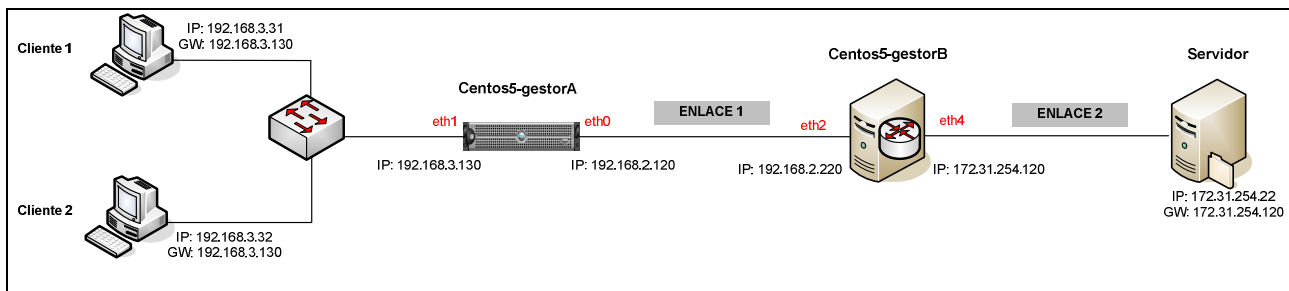 Cliente 1
IP: 192.168.3.31
GW: 192.168.3.130
Centos5-gestorA
eth1
eth0
IP: 192.168.3.130
IP: 192.168.2.120
ENLACE 1
Centos5-gestorB
eth2
eth4
IP: 192.168.2.220
IP: 172.31.254.120
ENLACE 2
Servidor
IP: 172.31.254.22
GW: 172.31.254.120
Cliente 2
IP: 192.168.3.32
GW: 192.168.3.130